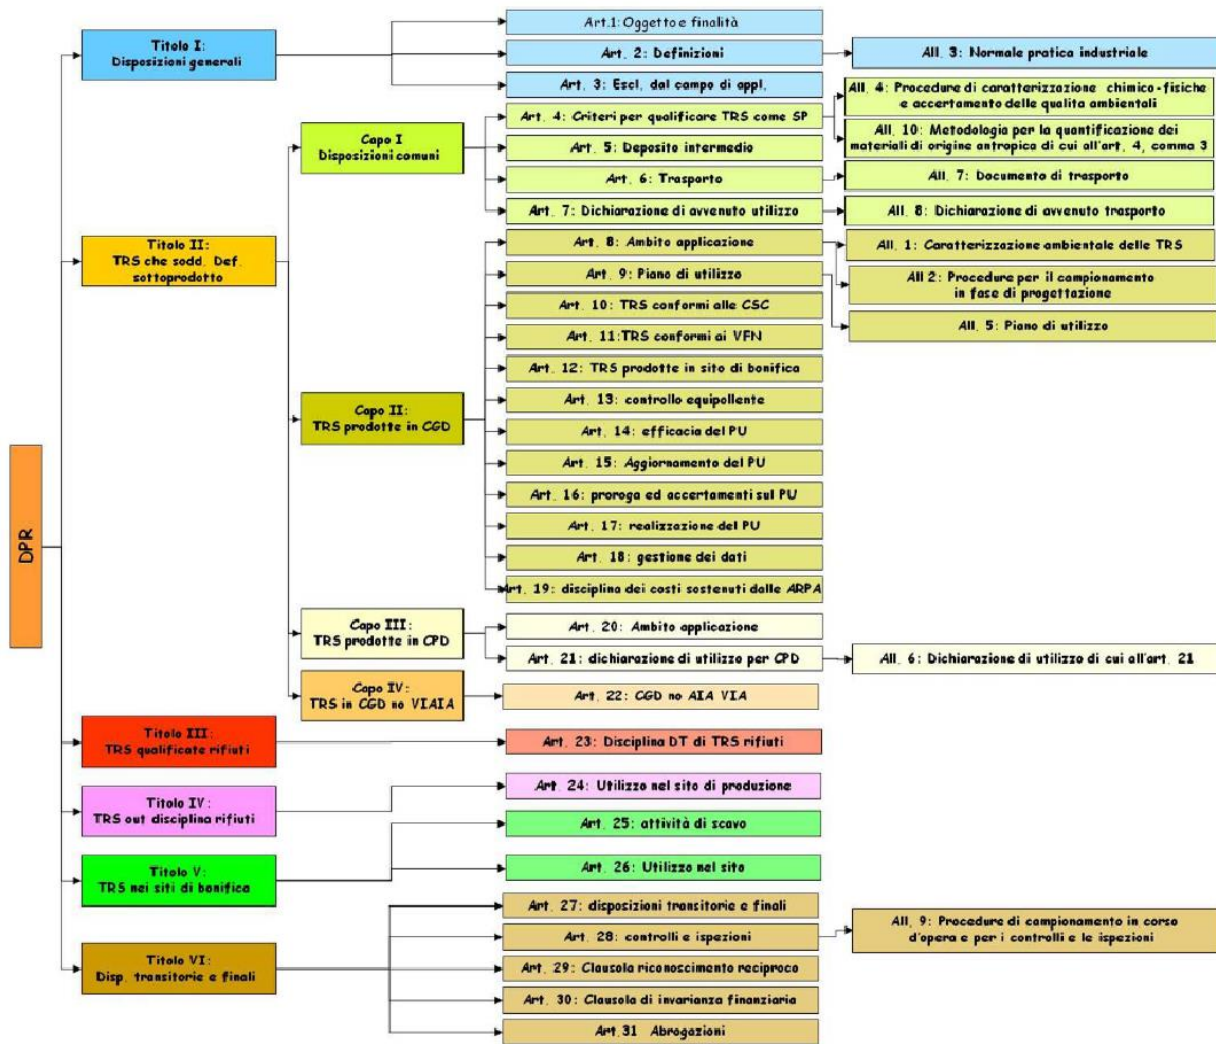 DPR
Titolo I:
Disposizioni generali
Art.1: Oggetto e finalità
Art. 2: Definizioni
All. 3: Normale pratica industriale
Art. 3: Escl. dal campo di appl.
Titolo II:
TRS che sodd. Def.
sottoprodotto
Capo I
Disposizioni comuni
Art. 4: Criteri per qualificare TRS come SP
All. 4: Procedure di caratterizzazione chimico-fisiche
e accertamento delle qualita ambientali
All. 10: Metodologia per la quantificazione dei
materiali di origine antropica di cui all'art. 4, comma 3
Art. 5: Deposito intermedio
Art. 6: Trasporto
All. 7: Documento di trasporto
Art. 7: Dichiarazione di avvenuto utilizzo
All. 8: Dichiarazione di avvenuto trasporto
Capo II:
TRS prodotte in CGD
Art. 8: Ambito applicazione
All. 1: Caratterizzazione ambientale delle TRS
All 2: Procedure per il campionamento
in fase di progettazione
Art. 9: Piano di utilizzo
All. 5: Piano di utilizzo
Art. 10: TRS conformi alle CSC
Art. 11:TRS conformi ai VFN
Art. 12: TRS prodotte in sito di bonifica
Art. 13: controllo equipollente
Art. 14: efficacia del PU
Art. 15: Aggiornamento del PU
Art. 16: proroga ed accertamenti sul PU
Art. 17: realizzazione del PU
Art. 18: gestione dei dati
Art. 19: disciplina dei costi sostenuti dalle ARPA
Capo III:
TRS prodotte in CPD
Art. 20: Ambito applicazione
Art. 21: dichiarazione di utilizzo per CPD
All. 6: Dichiarazione di utilizzo di cui all'art. 21
Capo IV:
TRS in CGD no VIAIA
Art. 22: CGD no AIA VIA
Titolo III:
TRS qualificate rifiuti
Art. 23: Disciplina DT di TRS rifiuti
Titolo IV:
TRS out disciplina rifiuti
Art. 24: Utilizzo nel sito di produzione
Titolo V:
TRS nei siti di bonifica
Art. 25: attività di scavo
Art. 26: Utilizzo nel sito
Titolo VI:
Disp. transitorie e finali
Art. 27: disposizioni transitorie e finali
Art. 28: controlli e ispezioni
All. 9: Procedure di campionamento in corso
d'opera e per i controlli e le ispezioni
Art. 29: Clausolla riconoscimento reciproco
Art. 30: Clausolla di invarianza finanziaria
Art.31 Abrogazioni